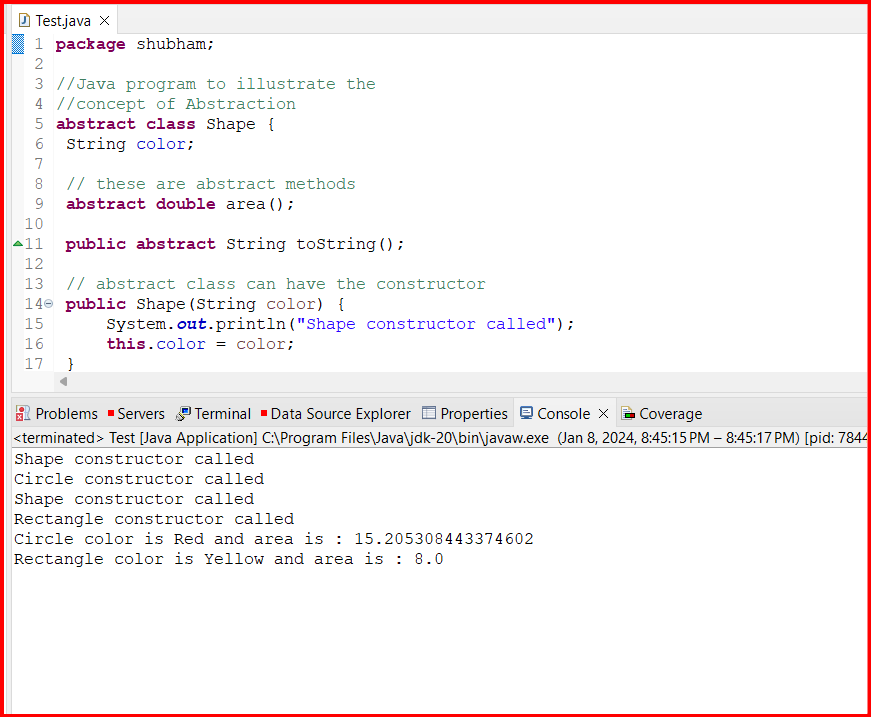 Test.java
1 package shubham;
2
3 //Java program to illustrate the
4 //concept of Abstraction
5 abstract class Shape {
6  String color;
7
8  // these are abstract methods
9  abstract double area();
10
11  public abstract String toString();
12
13  // abstract class can have the constructor
14  public Shape(String color) {
15      System.out.println("Shape constructor called");
16      this.color = color;
17  }
Problems Servers Terminal Data Source Explorer Properties Console Coverage
<terminated> Test [Java Application] C:\Program Files\Java\jdk-20\bin\javaw.exe (Jan 8, 2024, 8:45:15 PM – 8:45:17 PM) [pid: 7844
Shape constructor called
Circle constructor called
Shape constructor called
Rectangle constructor called
Circle color is Red and area is : 15.205308443374602
Rectangle color is Yellow and area is : 8.0